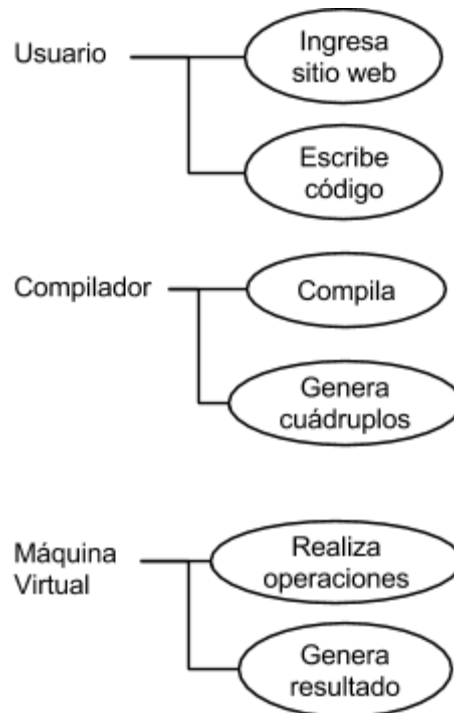 Usuario
Ingresa
sitio web
Escribe
código
Compilador
Compila
Genera
cuádruplos
Máquina
Virtual
Realiza
operaciones
Genera
resultado